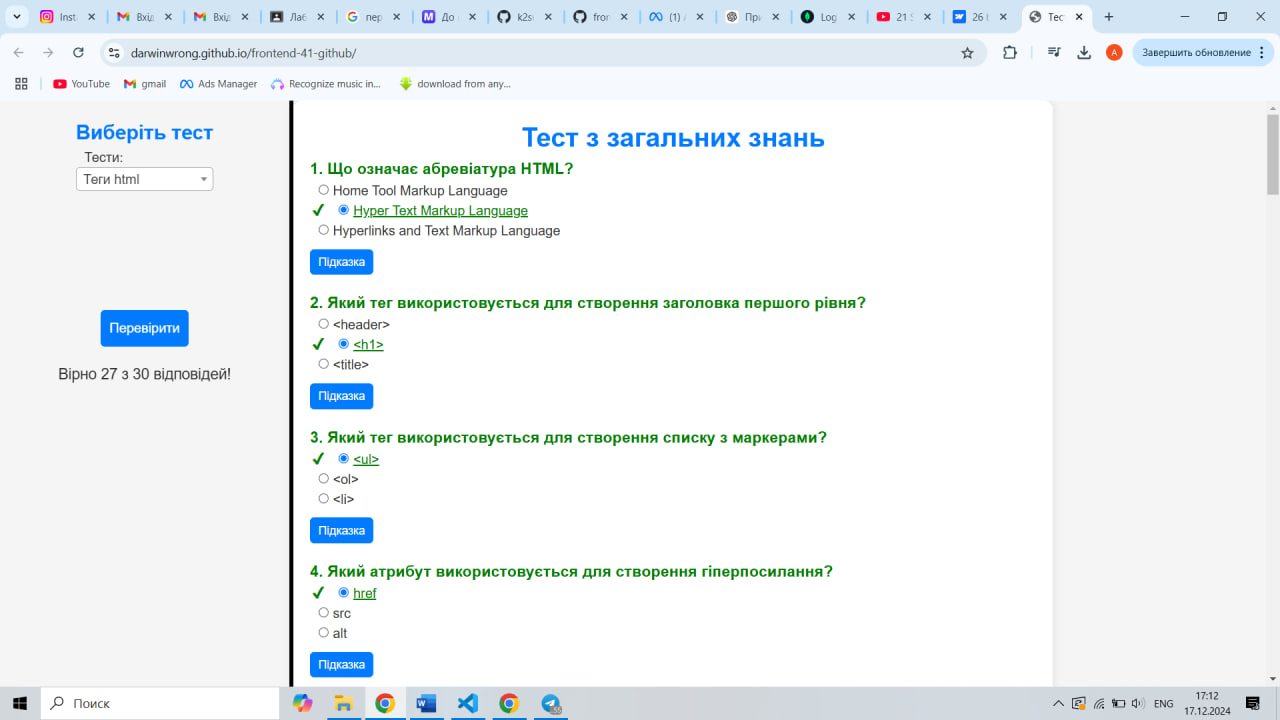 Inst
Вхід
Вхід
Лаб
пер
До
k2s
fron
(1)
При
Log
21
26
Тес
darwinwrong.github.io/frontend-41-github/
A
Завершить обновление
YouTube
gmail
Ads Manager
Recognize music in...
download from any...
Виберіть тест
Тести:
Теги html
Перевірити
Вірно 27 з 30 відповідей!
Тест з загальних знань
1. Що означає абревіатура HTML?
Home Tool Markup Language
✔ Hyper Text Markup Language
Hyperlinks and Text Markup Language
Підказка
2. Який тег використовується для створення заголовка першого рівня?
<header>
✔ <h1>
<title>
Підказка
3. Який тег використовується для створення списку з маркерами?
✔ <ul>
<ol>
<li>
Підказка
4. Який атрибут використовується для створення гіперпосилання?
✔ href
src
alt
Підказка
Поиск
ENG
17:12
17.12.2024